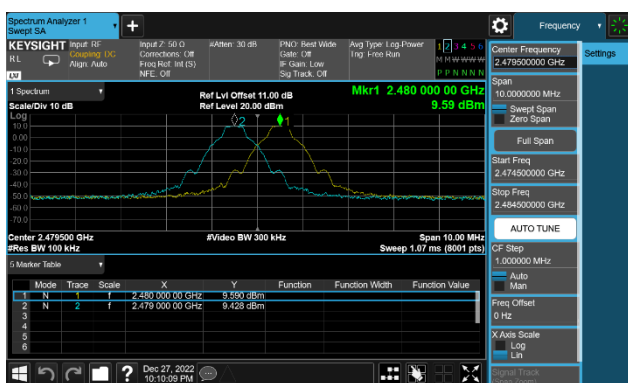 Spectrum Analyzer 1
Swept SA
+
Frequency
KEYSIGHT
RL
LXI
Input: RF
Coupling: DC
Align: Auto
Input Z: 50 Ω
Corrections: Off
Freq Ref: Int (S)
NFE: Off
#Atten: 30 dB
PNO: Best Wide
Gate: Off
IF Gain: Low
Sig Track: Off
Avg Type: Log-Power
Trig: Free Run
1 2 3 4 5 6
M M W W W W
P P N N N N
Center Frequency
2.479500000 GHz
Settings
Span
10.0000000 MHz
Swept Span
Zero Span
Full Span
Start Freq
2.474500000 GHz
Stop Freq
2.484500000 GHz
AUTO TUNE
CF Step
1.000000 MHz
Auto
Man
Freq Offset
0 Hz
X Axis Scale
Log
Lin
Signal Track
(Span Zoom)
1 Spectrum
Scale/Div 10 dB
Ref Lvl Offset 11.00 dB
Ref Level 20.00 dBm
Mkr1 2.480 000 00 GHz
9.59 dBm
Log
10.0
0.00
-10.0
-20.0
-30.0
-40.0
-50.0
-60.0
-70.0
2
1
Center 2.479500 GHz
#Res BW 100 kHz
#Video BW 300 kHz
Span 10.00 MHz
Sweep 1.07 ms (8001 pts)
5 Marker Table
Mode Trace Scale X Y Function Function Width Function Value
1 N 1 f 2.480 000 00 GHz 9.590 dBm
2 N 2 f 2.479 000 00 GHz 9.428 dBm
3
4
5
6
?
Dec 27, 2022
10:10:09 PM